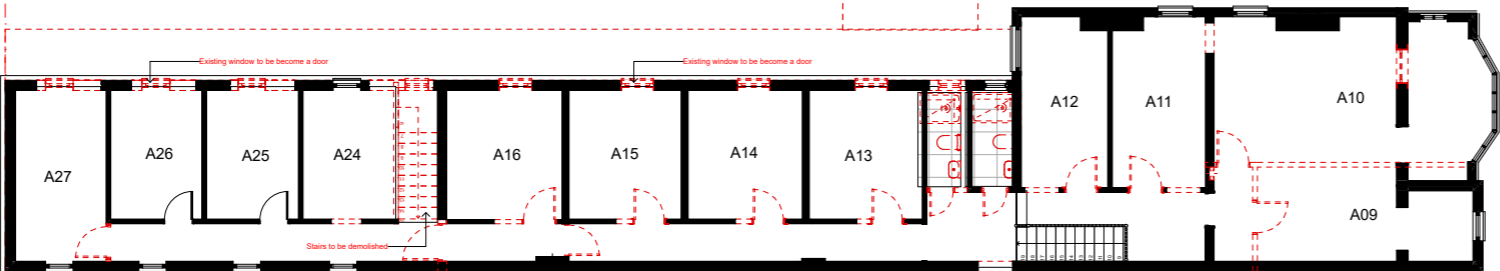 Existing window to be become a door
Existing window to be become a door
A12
A11
A10
A26
A25
A24
A16
A15
A14
A13
A27
A09
Stairs to be demolished